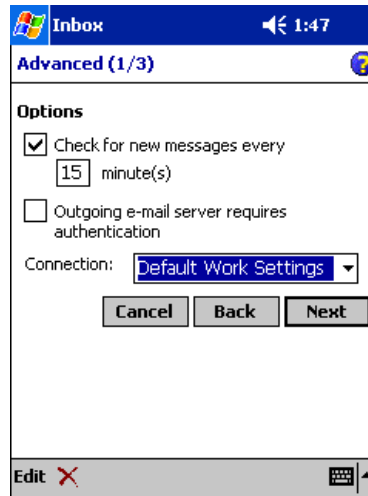 Inbox 1:47
Advanced (1/3)
?
Options
Check for new messages every
15 minute(s)
Outgoing e-mail server requires
authentication
Connection: Default Work Settings
Cancel Back Next
Edit